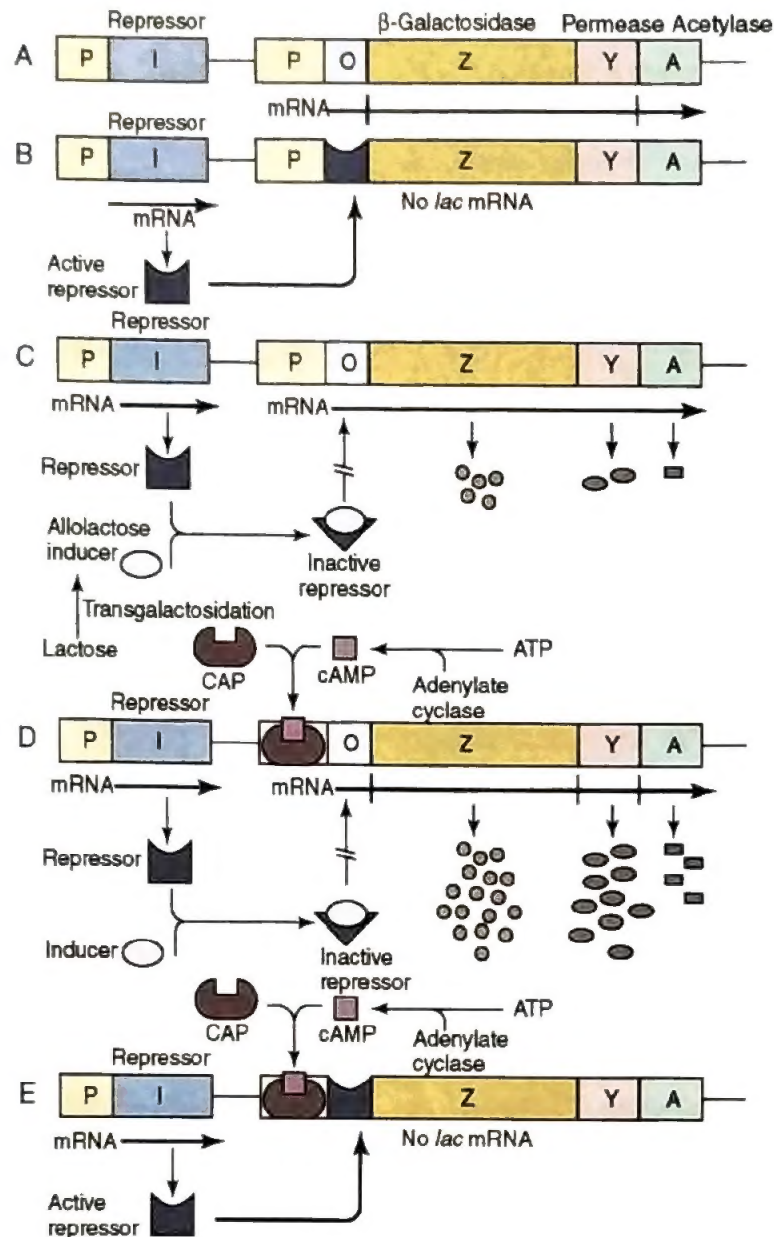 Repressor β-Galactosidase Permease Acetylase
A P I P O Z Y A
mRNA
Repressor
B P I P Z Y A
mRNA No lac mRNA
Active
repressor
Repressor
C P I P O Z Y A
mRNA mRNA
Repressor
Allolactose
inducer
Inactive
repressor
Transgalactosidation
Lactose
CAP cAMP ATP
Adenylate
cyclase
Repressor
D P I O Z Y A
mRNA mRNA
Repressor
Inducer
Inactive
repressor
CAP cAMP ATP
Adenylate
cyclase
Repressor
E P I Z Y A
mRNA No lac mRNA
Active
repressor